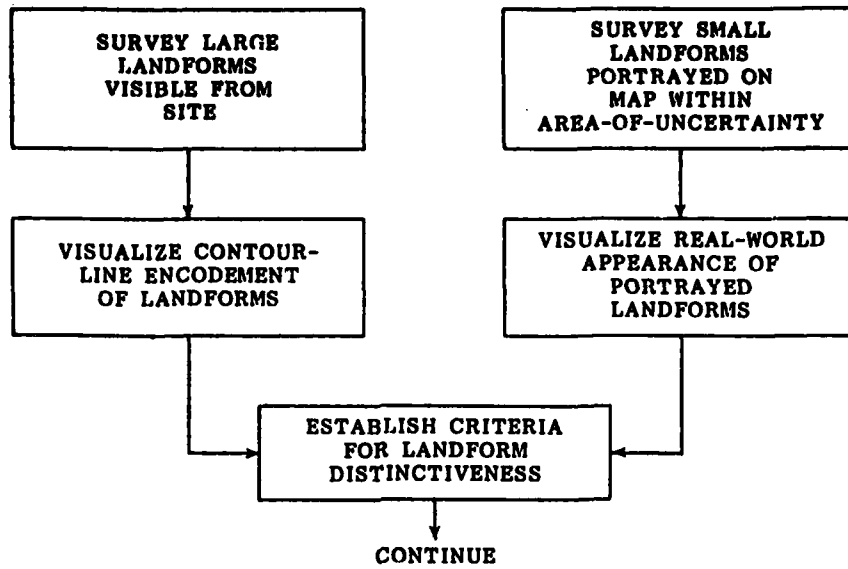 SURVEY LARGE
LANDFORMS
VISIBLE FROM
SITE
SURVEY SMALL
LANDFORMS
PORTRAYED ON
MAP WITHIN
AREA-OF-UNCERTAINTY
VISUALIZE CONTOUR-
LINE ENCODEMENT
OF LANDFORMS
VISUALIZE REAL-WORLD
APPEARANCE OF
PORTRAYED
LANDFORMS
ESTABLISH CRITERIA
FOR LANDFORM
DISTINCTIVENESS
CONTINUE